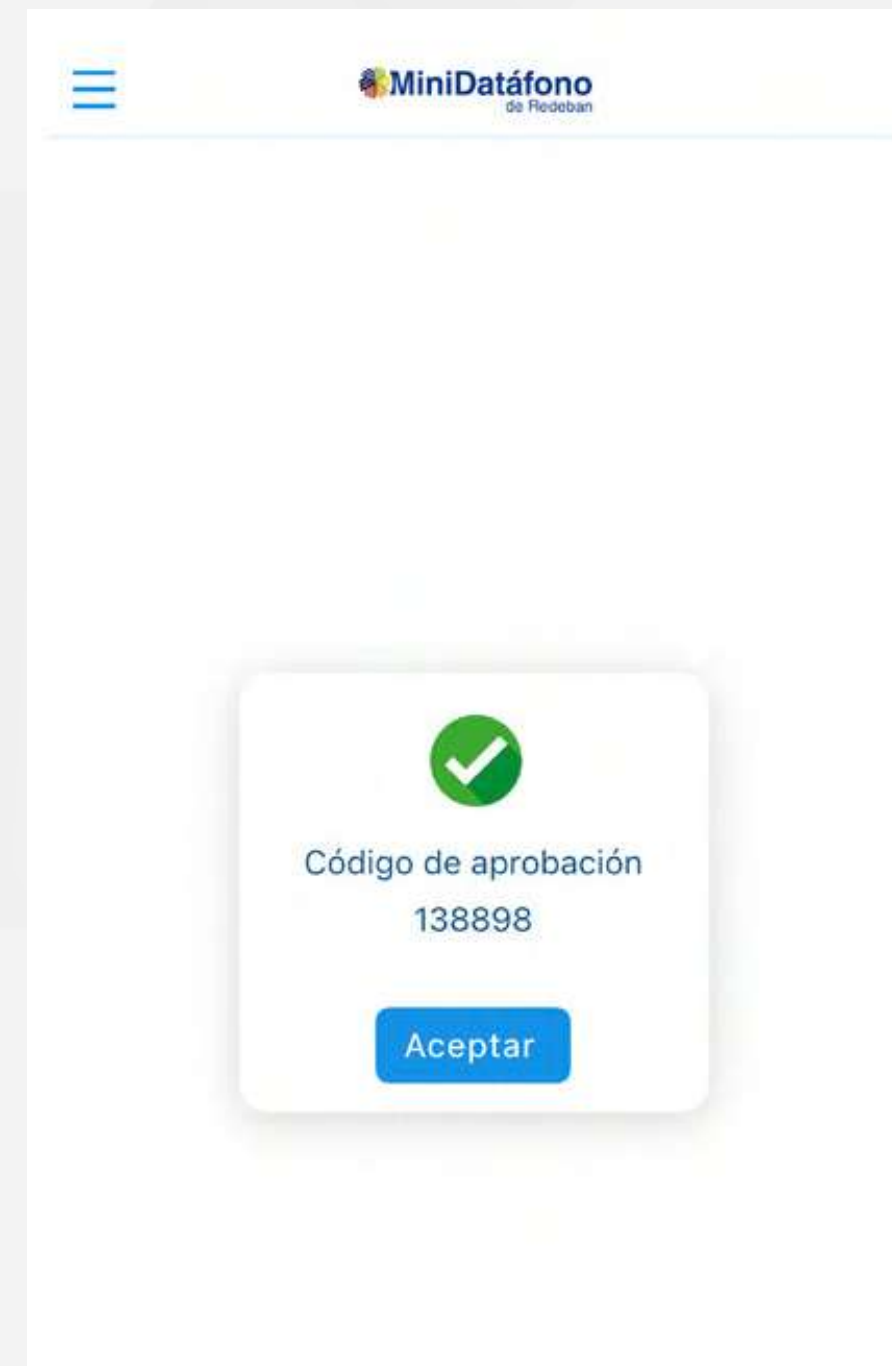 MiniDatáfono
de Redeban
Código de aprobación
138898
Aceptar